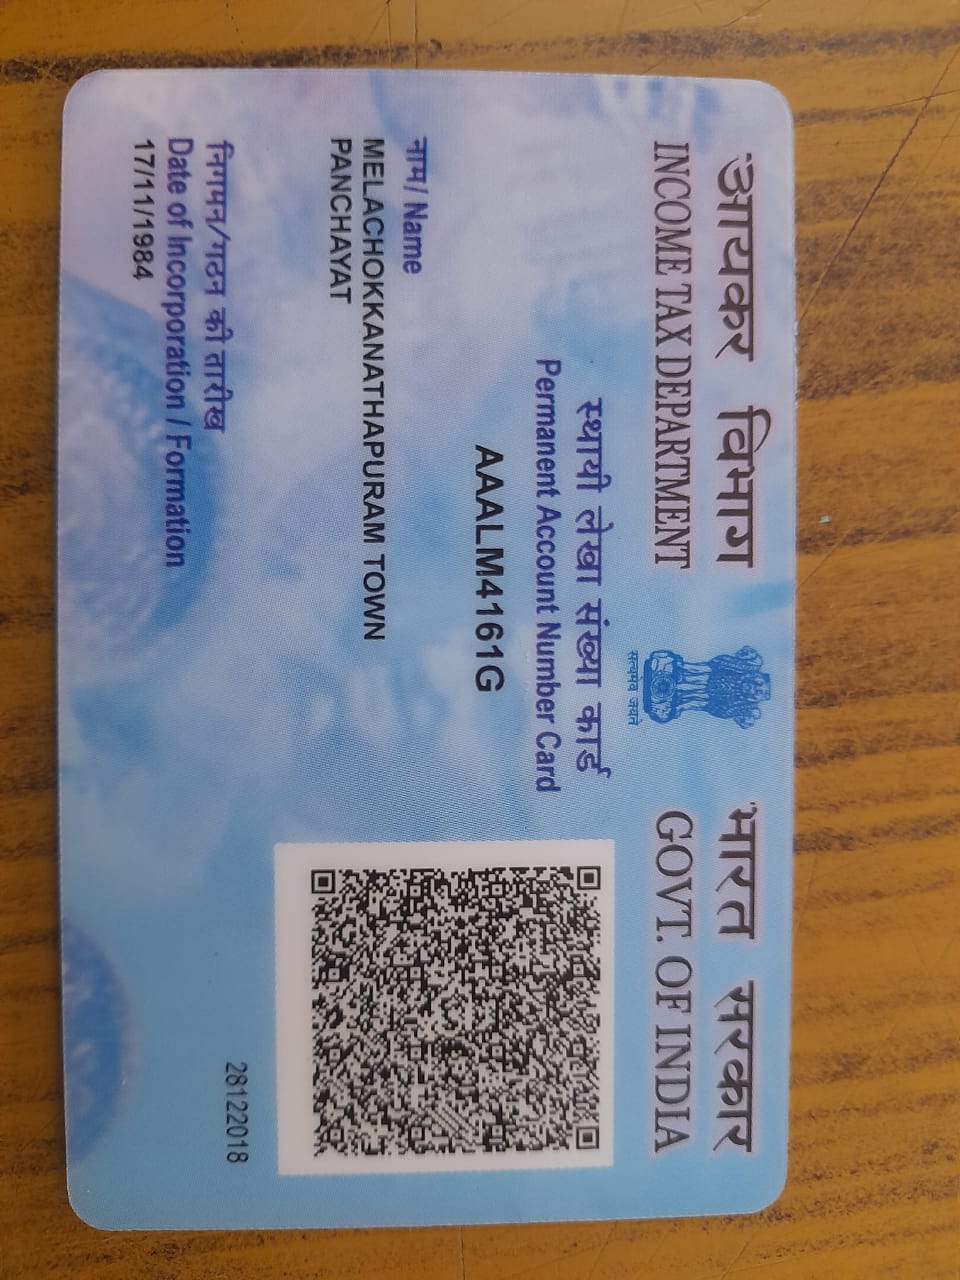 आयकर विभाग
INCOME TAX DEPARTMENT
सत्यमेव जयते
भारत सरकार
GOVT. OF INDIA
स्थायी लेखा संख्या कार्ड
Permanent Account Number Card
AAALM4161G
नाम/ Name
MELACHOKKANATHAPURAM TOWN
PANCHAYAT
निगमन/गठन की तारीख
Date of Incorporation / Formation
17/11/1984
28122018